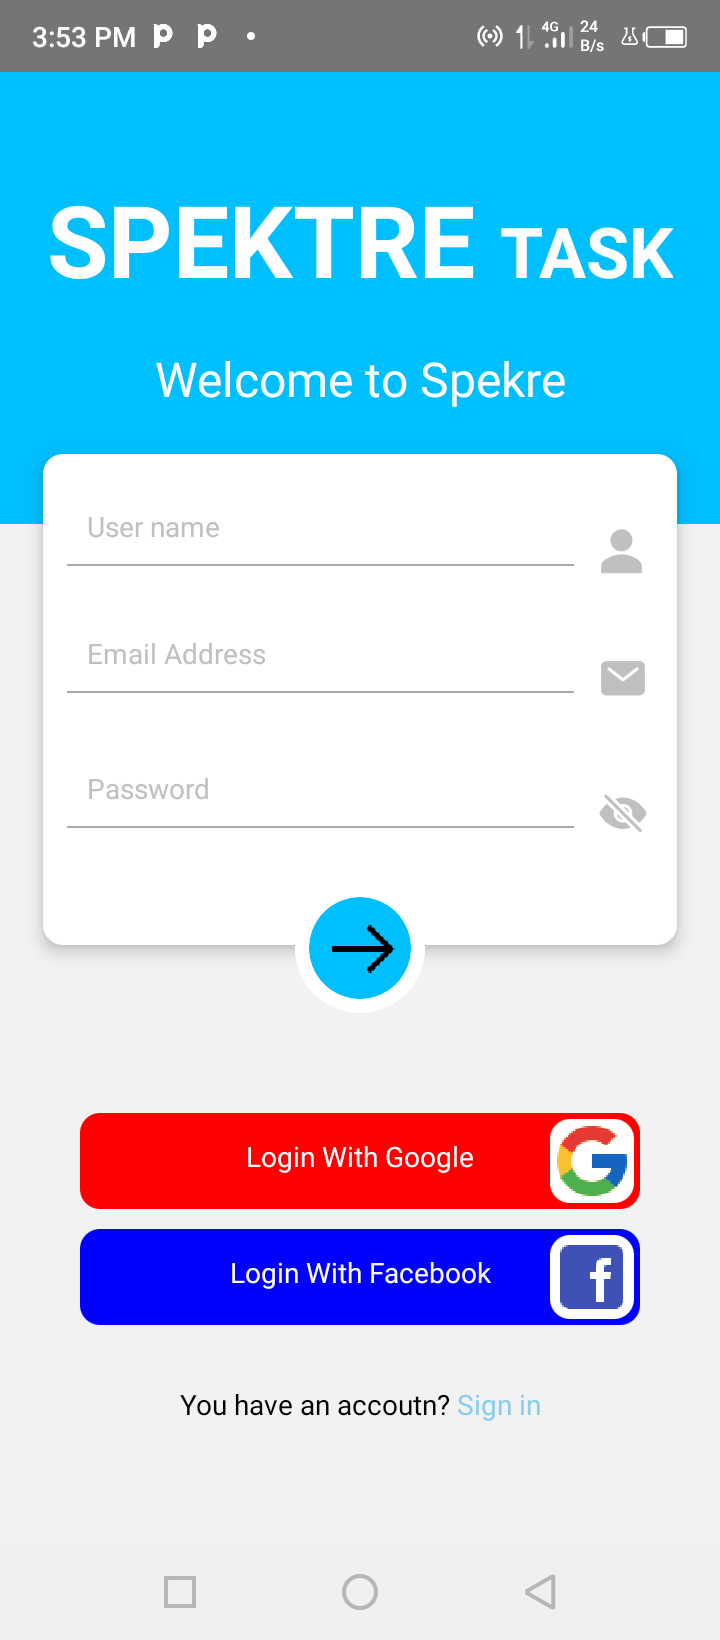 3:53 PM
4G
24
B/s
SPEKTRE TASK
Welcome to Spekre
User name
Email Address
Password
Login With Google
Login With Facebook
You have an accoutn? Sign in